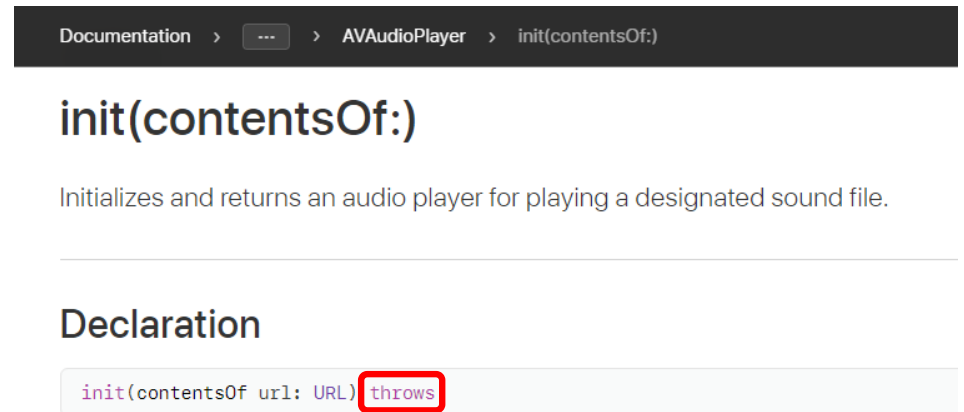 Documentation > ... > AVAudioPlayer > init(contentsOf:)
init(contentsOf:)
Initializes and returns an audio player for playing a designated sound file.
Declaration
init(contentsOf url: URL) throws